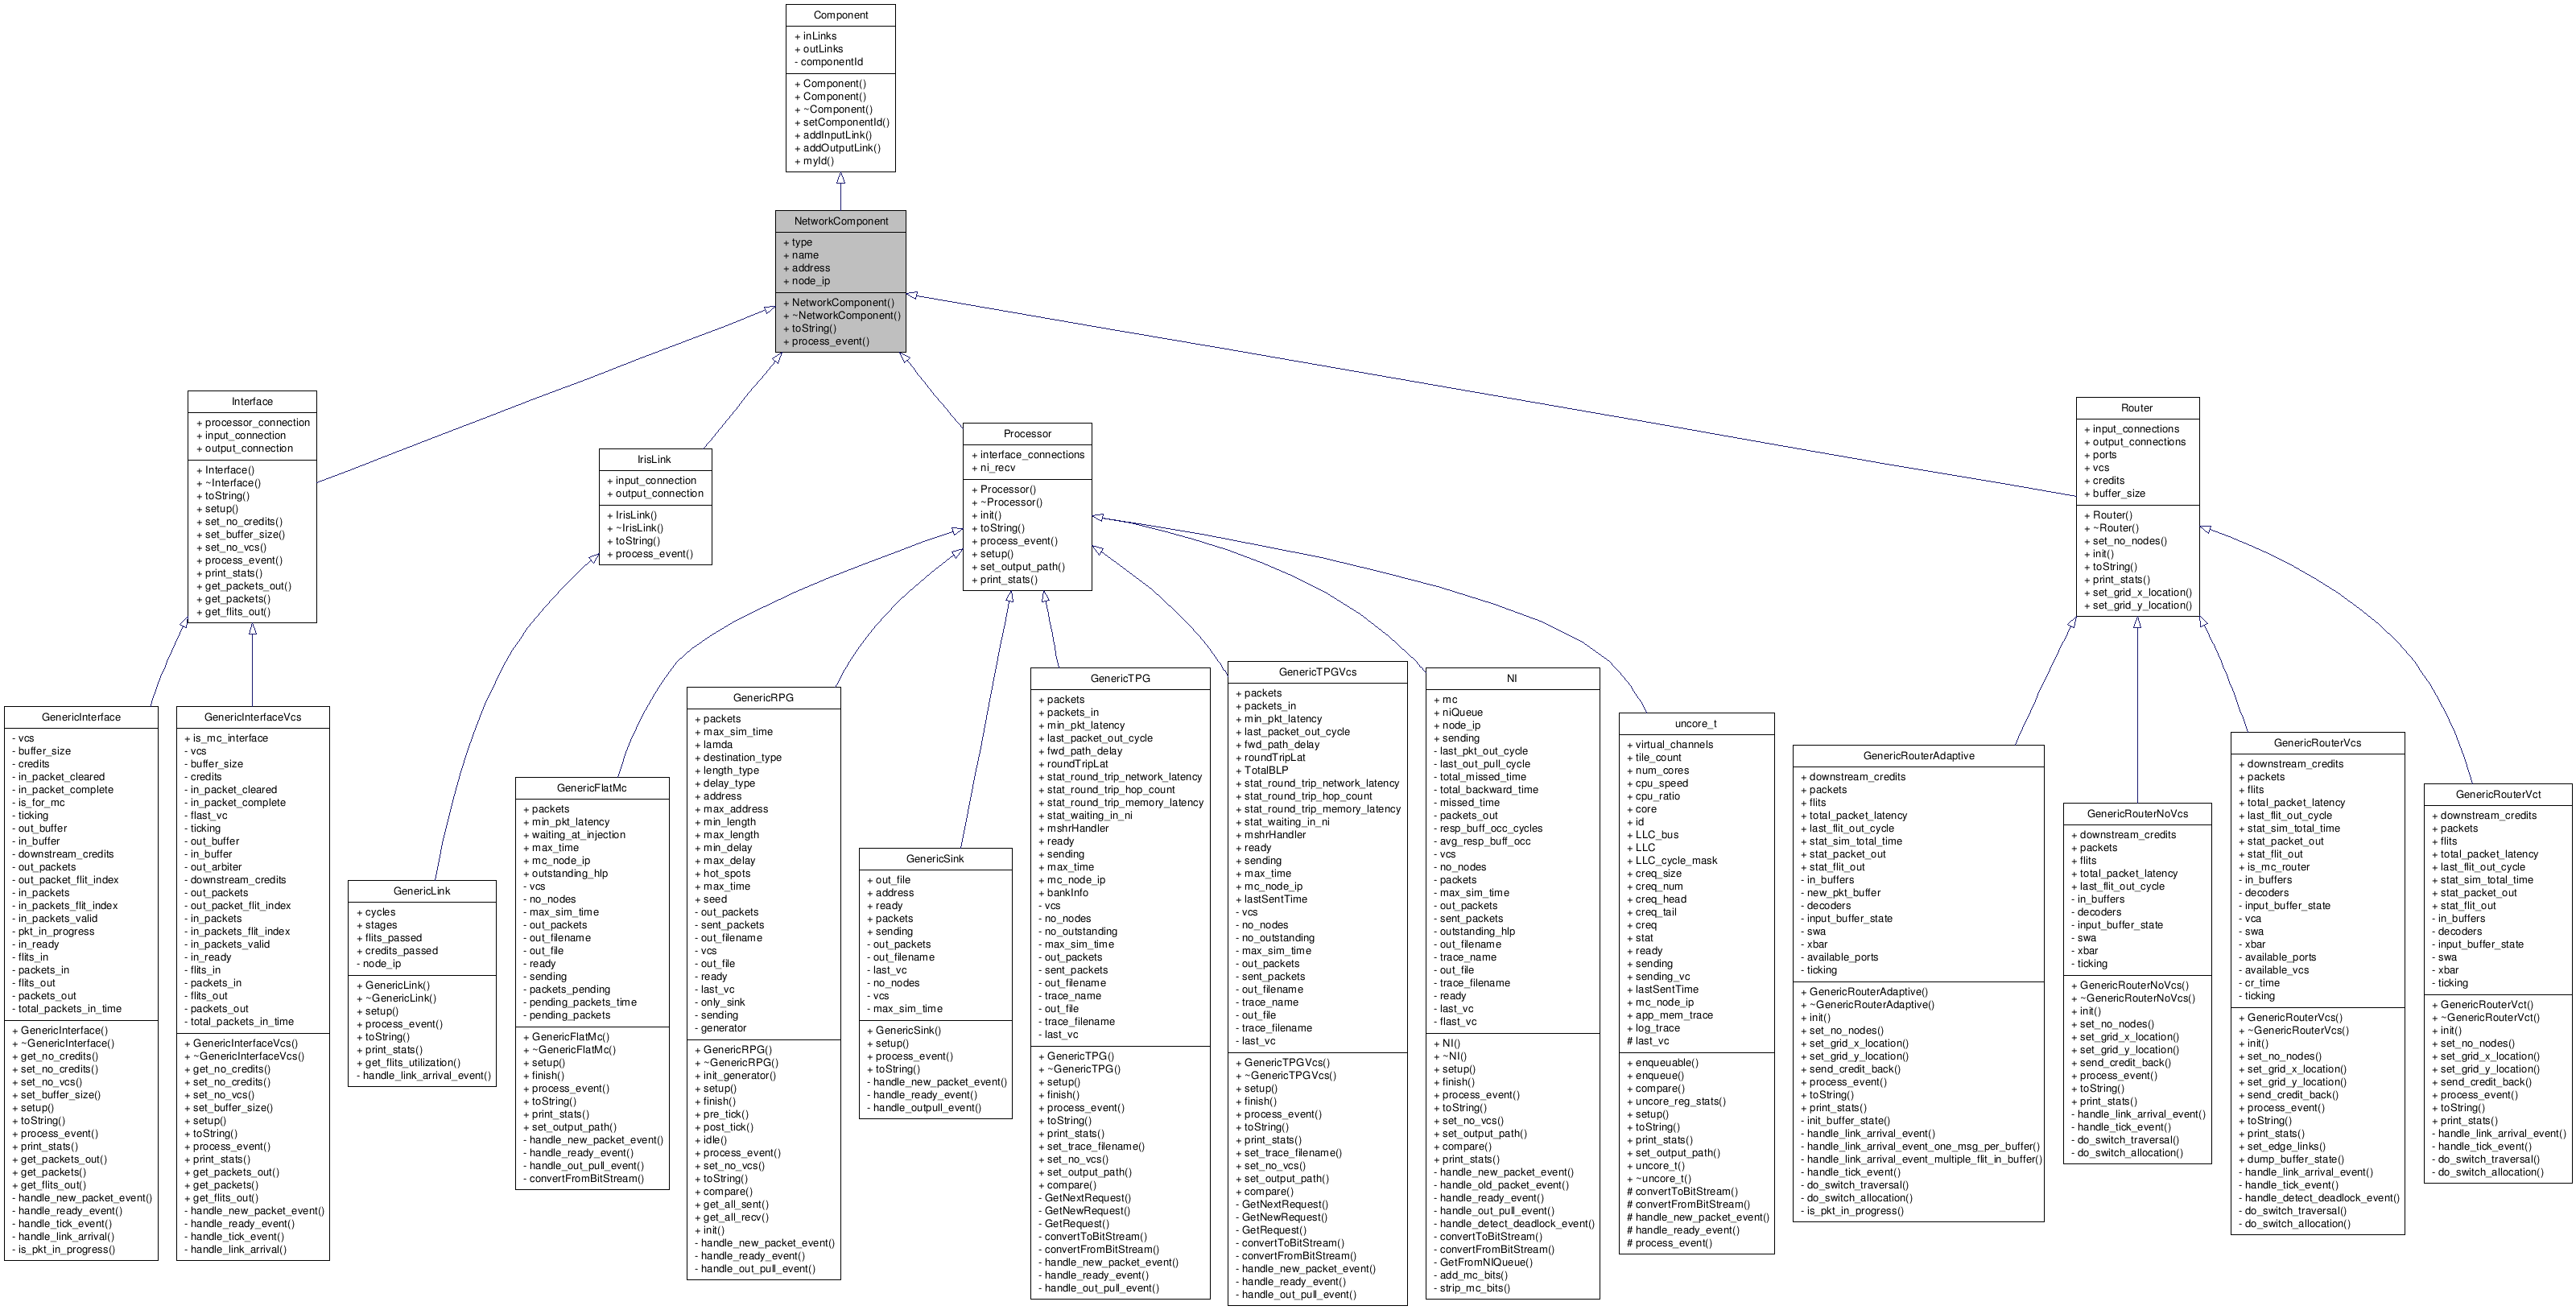 Component
+ inLinks
+ outLinks
- componentId
+ Component()
+ Component()
+ ~Component()
+ setComponentId()
+ addInputLink()
+ addOutputLink()
+ myId()
NetworkComponent
+ type
+ name
+ address
+ node_ip
+ NetworkComponent()
+ ~NetworkComponent()
+ toString()
+ process_event()
Interface
+ processor_connection
+ input_connection
+ output_connection
+ Interface()
+ ~Interface()
+ toString()
+ setup()
+ set_no_credits()
+ set_buffer_size()
+ set_no_vcs()
+ process_event()
+ print_stats()
+ get_packets_out()
+ get_packets()
+ get_flits_out()
IrisLink
+ input_connection
+ output_connection
+ IrisLink()
+ ~IrisLink()
+ toString()
+ process_event()
Processor
+ interface_connections
+ ni_recv
+ Processor()
+ ~Processor()
+ init()
+ toString()
+ process_event()
+ setup()
+ set_output_path()
+ print_stats()
Router
+ input_connections
+ output_connections
+ ports
+ vcs
+ credits
+ buffer_size
+ Router()
+ ~Router()
+ set_no_nodes()
+ init()
+ toString()
+ print_stats()
+ set_grid_x_location()
+ set_grid_y_location()
GenericInterface
- vcs
- buffer_size
- credits
- in_packet_cleared
- in_packet_complete
- is_for_mc
- ticking
- out_buffer
- in_buffer
- downstream_credits
- out_packets
- out_packet_flit_index
- in_packets
- in_packets_flit_index
- in_packets_valid
- pkt_in_progress
- in_ready
- flits_in
- packets_in
- flits_out
- packets_out
- total_packets_in_time
+ GenericInterface()
+ ~GenericInterface()
+ get_no_credits()
+ set_no_credits()
+ set_no_vcs()
+ set_buffer_size()
+ setup()
+ toString()
+ process_event()
+ print_stats()
+ get_packets_out()
+ get_packets()
+ get_flits_out()
- handle_new_packet_event()
- handle_ready_event()
- handle_tick_event()
- handle_link_arrival()
- is_pkt_in_progress()
GenericInterfaceVcs
+ is_mc_interface
- vcs
- buffer_size
- credits
- in_packet_cleared
- in_packet_complete
- flast_vc
- ticking
- out_buffer
- in_buffer
- out_arbiter
- downstream_credits
- out_packets
- out_packet_flit_index
- in_packets
- in_packets_flit_index
- in_packets_valid
- in_ready
- flits_in
- packets_in
- flits_out
- packets_out
- total_packets_in_time
+ GenericInterfaceVcs()
+ ~GenericInterfaceVcs()
+ get_no_credits()
+ set_no_credits()
+ set_no_vcs()
+ set_buffer_size()
+ setup()
+ toString()
+ process_event()
+ print_stats()
+ get_packets_out()
+ get_packets()
+ get_flits_out()
- handle_new_packet_event()
- handle_ready_event()
- handle_tick_event()
- handle_link_arrival()
GenericLink
+ cycles
+ stages
+ flits_passed
+ credits_passed
- node_ip
+ GenericLink()
+ ~GenericLink()
+ setup()
+ process_event()
+ toString()
+ print_stats()
+ get_flits_utilization()
- handle_link_arrival_event()
GenericFlatMc
+ packets
+ min_pkt_latency
+ waiting_at_injection
+ max_time
+ mc_node_ip
+ outstanding_hlp
- vcs
- no_nodes
- max_sim_time
- out_packets
- out_filename
- out_file
- ready
- sending
- packets_pending
- pending_packets_time
- pending_packets
+ GenericFlatMc()
+ ~GenericFlatMc()
+ setup()
+ finish()
+ process_event()
+ toString()
+ print_stats()
+ set_output_path()
- handle_new_packet_event()
- handle_ready_event()
- handle_out_pull_event()
- convertFromBitStream()
GenericRPG
+ packets
+ max_sim_time
+ lamda
+ destination_type
+ length_type
+ delay_type
+ address
+ max_address
+ min_length
+ max_length
+ min_delay
+ max_delay
+ hot_spots
+ max_time
+ seed
- out_packets
- sent_packets
- out_filename
- vcs
- out_file
- ready
- last_vc
- only_sink
- sending
- generator
+ GenericRPG()
+ ~GenericRPG()
+ init_generator()
+ setup()
+ finish()
+ pre_tick()
+ post_tick()
+ idle()
+ process_event()
+ set_no_vcs()
+ toString()
+ compare()
+ get_all_sent()
+ get_all_recv()
+ init()
- handle_new_packet_event()
- handle_ready_event()
- handle_out_pull_event()
GenericSink
+ out_file
+ address
+ ready
+ packets
+ sending
- out_packets
- out_filename
- last_vc
- no_nodes
- vcs
- max_sim_time
+ GenericSink()
+ setup()
+ process_event()
+ toString()
- handle_new_packet_event()
- handle_ready_event()
- handle_outpull_event()
GenericTPG
+ packets
+ packets_in
+ min_pkt_latency
+ last_packet_out_cycle
+ fwd_path_delay
+ roundTripLat
+ stat_round_trip_network_latency
+ stat_round_trip_hop_count
+ stat_round_trip_memory_latency
+ stat_waiting_in_ni
+ mshrHandler
+ ready
+ sending
+ max_time
+ mc_node_ip
+ bankInfo
- vcs
- no_nodes
- no_outstanding
- max_sim_time
- out_packets
- sent_packets
- out_filename
- trace_name
- out_file
- trace_filename
- last_vc
+ GenericTPG()
+ ~GenericTPG()
+ setup()
+ finish()
+ process_event()
+ toString()
+ print_stats()
+ set_trace_filename()
+ set_no_vcs()
+ set_output_path()
+ compare()
- GetNextRequest()
- GetNewRequest()
- GetRequest()
- convertToBitStream()
- convertFromBitStream()
- handle_new_packet_event()
- handle_ready_event()
- handle_out_pull_event()
GenericTPGVcs
+ packets
+ packets_in
+ min_pkt_latency
+ last_packet_out_cycle
+ fwd_path_delay
+ roundTripLat
+ TotalBLP
+ stat_round_trip_network_latency
+ stat_round_trip_hop_count
+ stat_round_trip_memory_latency
+ stat_waiting_in_ni
+ mshrHandler
+ ready
+ sending
+ max_time
+ mc_node_ip
+ lastSentTime
- vcs
- no_nodes
- no_outstanding
- max_sim_time
- out_packets
- sent_packets
- out_filename
- trace_name
- out_file
- trace_filename
- last_vc
+ GenericTPGVcs()
+ ~GenericTPGVcs()
+ setup()
+ finish()
+ process_event()
+ toString()
+ print_stats()
+ set_trace_filename()
+ set_no_vcs()
+ set_output_path()
+ compare()
- GetNextRequest()
- GetNewRequest()
- GetRequest()
- convertToBitStream()
- convertFromBitStream()
- handle_new_packet_event()
- handle_ready_event()
- handle_out_pull_event()
NI
+ mc
+ niQueue
+ node_ip
+ sending
- last_pkt_out_cycle
- last_out_pull_cycle
- total_missed_time
- total_backward_time
- missed_time
- packets_out
- resp_buff_occ_cycles
- avg_resp_buff_occ
- vcs
- no_nodes
- packets
- max_sim_time
- out_packets
- sent_packets
- outstanding_hlp
- out_filename
- trace_name
- out_file
- trace_filename
- ready
- last_vc
- flast_vc
+ NI()
+ ~NI()
+ setup()
+ finish()
+ process_event()
+ toString()
+ set_no_vcs()
+ set_output_path()
+ compare()
+ print_stats()
- handle_new_packet_event()
- handle_old_packet_event()
- handle_ready_event()
- handle_out_pull_event()
- handle_detect_deadlock_event()
- convertToBitStream()
- convertFromBitStream()
- GetFromNIQueue()
- add_mc_bits()
- strip_mc_bits()
uncore_t
+ virtual_channels
+ tile_count
+ num_cores
+ cpu_speed
+ cpu_ratio
+ core
+ id
+ LLC_bus
+ LLC
+ LLC_cycle_mask
+ creq_size
+ creq_num
+ creq_head
+ creq_tail
+ creq
+ stat
+ ready
+ sending
+ sending_vc
+ lastSentTime
+ mc_node_ip
+ app_mem_trace
+ log_trace
# last_vc
+ enqueuable()
+ enqueue()
+ compare()
+ uncore_reg_stats()
+ setup()
+ toString()
+ print_stats()
+ set_output_path()
+ uncore_t()
+ ~uncore_t()
# convertToBitStream()
# convertFromBitStream()
# handle_new_packet_event()
# handle_ready_event()
# process_event()
GenericRouterAdaptive
+ downstream_credits
+ packets
+ flits
+ total_packet_latency
+ last_flit_out_cycle
+ stat_sim_total_time
+ stat_packet_out
+ stat_flit_out
- in_buffers
- new_pkt_buffer
- decoders
- input_buffer_state
- swa
- xbar
- available_ports
- ticking
+ GenericRouterAdaptive()
+ ~GenericRouterAdaptive()
+ init()
+ set_no_nodes()
+ set_grid_x_location()
+ set_grid_y_location()
+ send_credit_back()
+ process_event()
+ toString()
+ print_stats()
- init_buffer_state()
- handle_link_arrival_event()
- handle_link_arrival_event_one_msg_per_buffer()
- handle_link_arrival_event_multiple_flit_in_buffer()
- handle_tick_event()
- do_switch_traversal()
- do_switch_allocation()
- is_pkt_in_progress()
GenericRouterNoVcs
+ downstream_credits
+ packets
+ flits
+ total_packet_latency
+ last_flit_out_cycle
- in_buffers
- decoders
- input_buffer_state
- swa
- xbar
- ticking
+ GenericRouterNoVcs()
+ ~GenericRouterNoVcs()
+ init()
+ set_no_nodes()
+ set_grid_x_location()
+ set_grid_y_location()
+ send_credit_back()
+ process_event()
+ toString()
+ print_stats()
- handle_link_arrival_event()
- handle_tick_event()
- do_switch_traversal()
- do_switch_allocation()
GenericRouterVcs
+ downstream_credits
+ packets
+ flits
+ total_packet_latency
+ last_flit_out_cycle
+ stat_sim_total_time
+ stat_packet_out
+ stat_flit_out
+ is_mc_router
- in_buffers
- decoders
- input_buffer_state
- vca
- swa
- xbar
- available_ports
- available_vcs
- cr_time
- ticking
+ GenericRouterVcs()
+ ~GenericRouterVcs()
+ init()
+ set_no_nodes()
+ set_grid_x_location()
+ set_grid_y_location()
+ send_credit_back()
+ process_event()
+ toString()
+ print_stats()
+ set_edge_links()
+ dump_buffer_state()
- handle_link_arrival_event()
- handle_tick_event()
- handle_detect_deadlock_event()
- do_switch_traversal()
- do_switch_allocation()
GenericRouterVct
+ downstream_credits
+ packets
+ flits
+ total_packet_latency
+ last_flit_out_cycle
+ stat_sim_total_time
+ stat_packet_out
+ stat_flit_out
- in_buffers
- decoders
- input_buffer_state
- swa
- xbar
- ticking
+ GenericRouterVct()
+ ~GenericRouterVct()
+ init()
+ set_no_nodes()
+ set_grid_x_location()
+ set_grid_y_location()
+ send_credit_back()
+ process_event()
+ toString()
+ print_stats()
- handle_link_arrival_event()
- handle_tick_event()
- do_switch_traversal()
- do_switch_allocation()